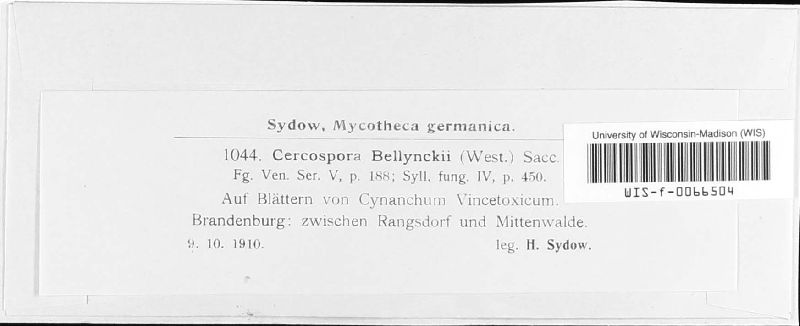 Sydow, Mycotheca germanica.
1044. Cercospora Bellynckii (West.) Sacc.
Fg. Ven. Ser. V, p. 188; Syll. fung. IV, p. 450.
Auf Blättern von Cynanchum Vincetoxicum.
Brandenburg: zwischen Rangsdorf und Mittenwalde.
9. 10. 1910. leg. H. Sydow.
University of Wisconsin-Madison (WIS)
WIS-f-0066504